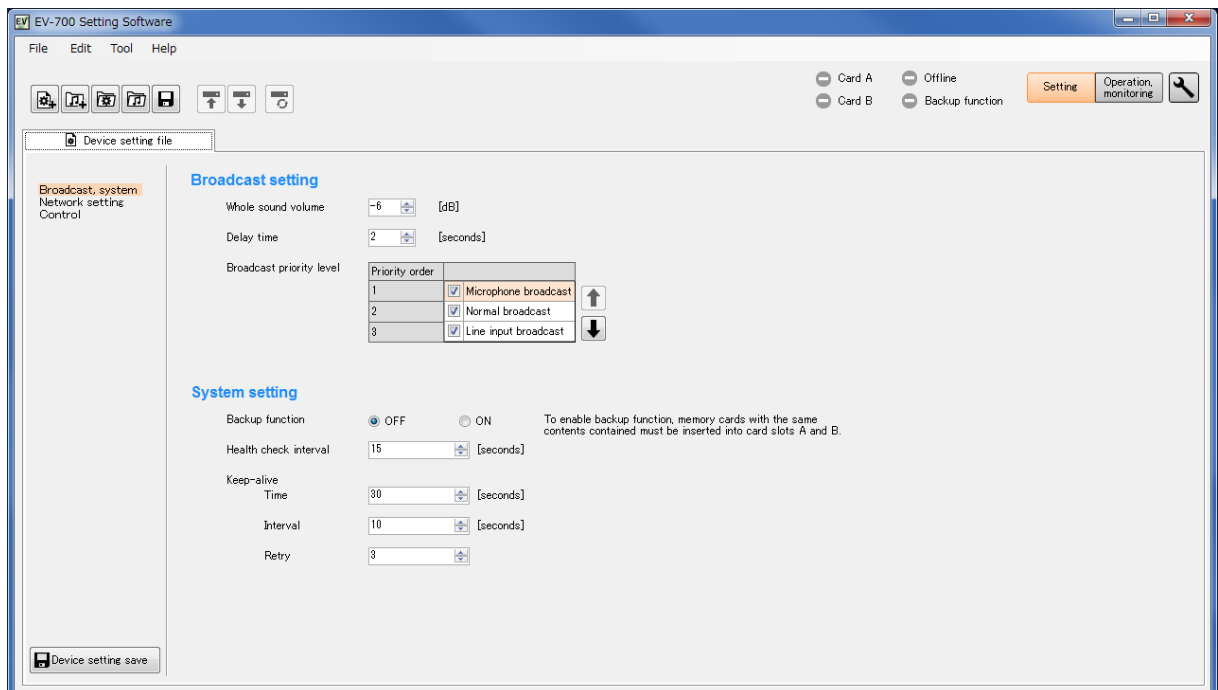 EV EV-700 Setting Software
File Edit Tool Help
Card A Offline
Card B Backup function
Setting
Operation,
monitoring
Device setting file
Broadcast, system
Network setting
Control
Broadcast setting
Whole sound volume -6 [dB]
Delay time 2 [seconds]
Broadcast priority level
Priority order
1 Microphone broadcast
2 Normal broadcast
3 Line input broadcast
System setting
Backup function OFF ON To enable backup function, memory cards with the same
contents contained must be inserted into card slots A and B.
Health check interval 15 [seconds]
Keep-alive
Time 30 [seconds]
Interval 10 [seconds]
Retry 3
Device setting save